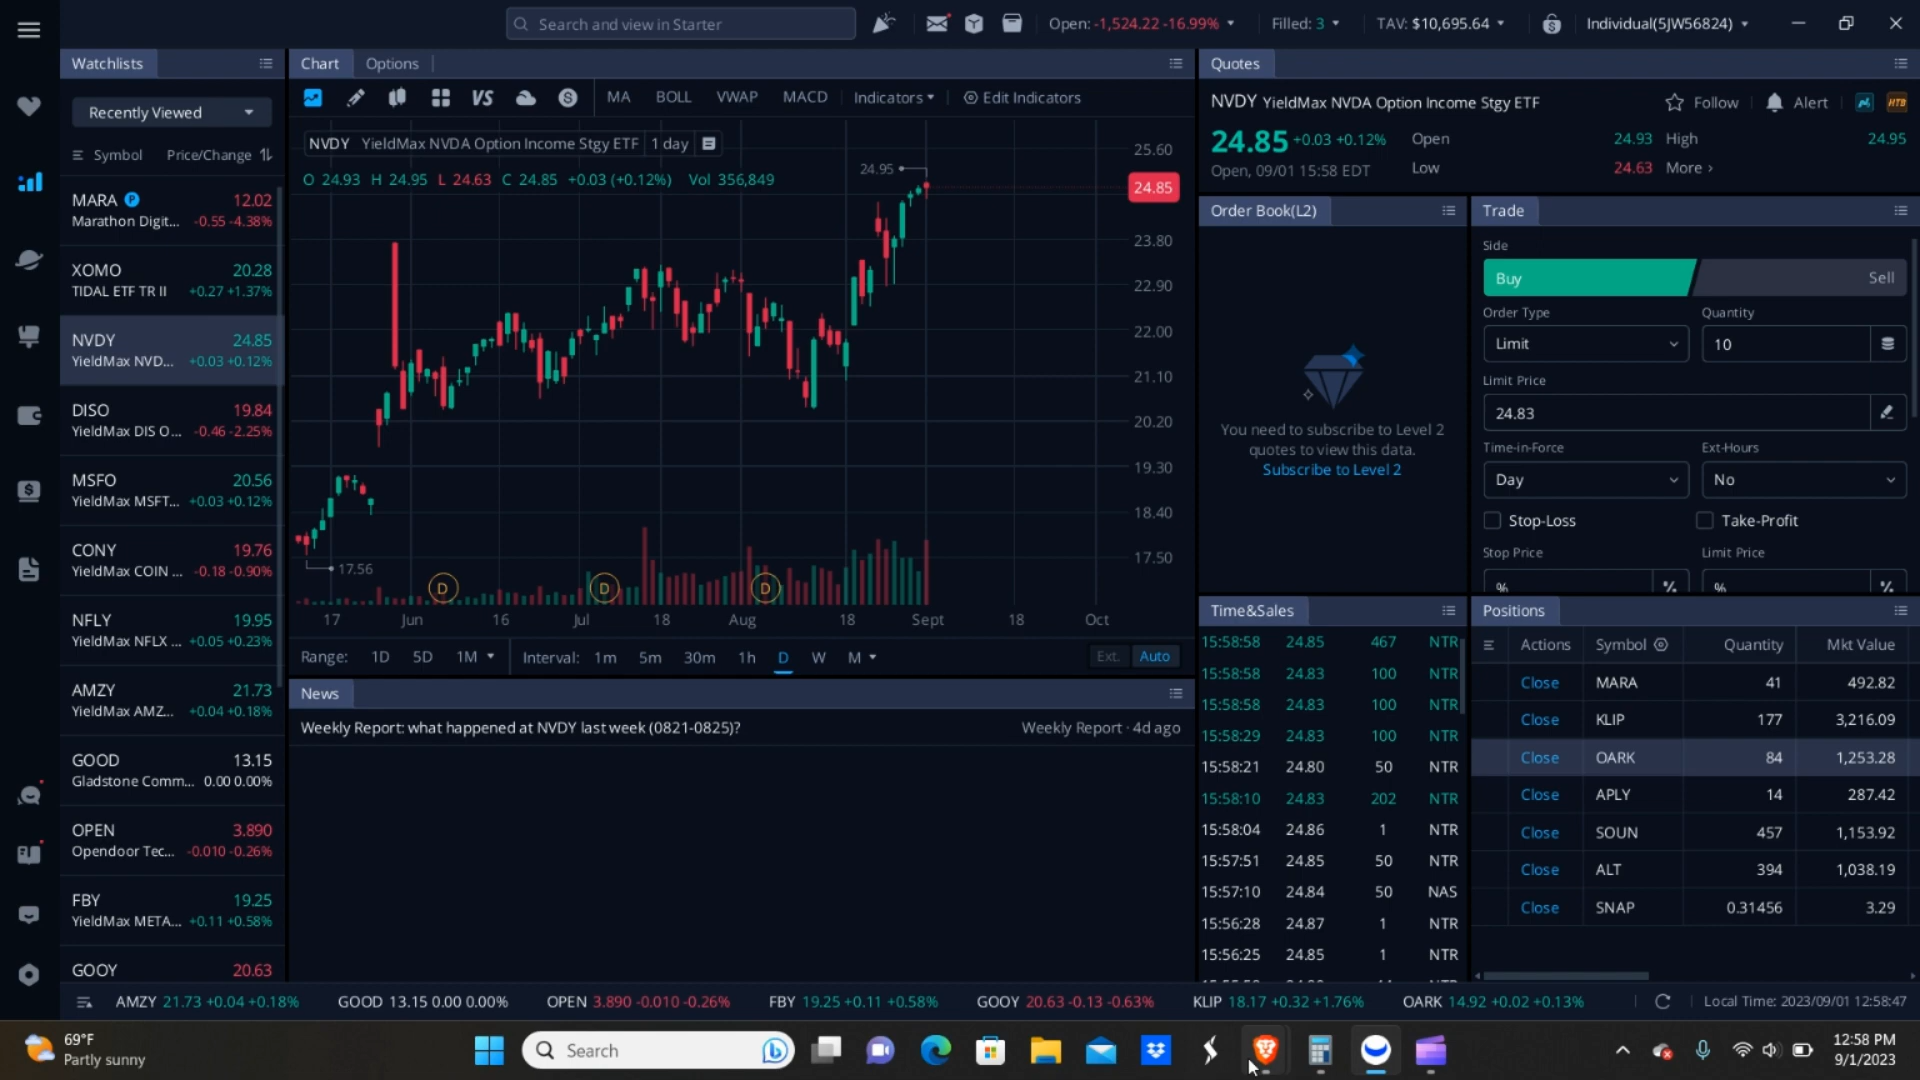 Search and view in Starter
Open: -1,524.22 -16.99%
Filled: 3
TAV: $10,695.64
Individual(5JW56824)
Watchlists
Recently Viewed
Symbol Price/Change
MARA 12.02
Marathon Digit... -0.55 -4.38%
XOMO 20.28
TIDAL ETF TR II +0.27 +1.37%
NVDY 24.85
YieldMax NVD... +0.03 +0.12%
DISO 19.84
YieldMax DIS O... -0.46 -2.25%
MSFO 20.56
YieldMax MSFT... +0.03 +0.12%
CONY 19.76
YieldMax COIN ... -0.18 -0.90%
NFLY 19.95
YieldMax NFLX ... +0.05 +0.23%
AMZY 21.73
YieldMax AMZ... +0.04 +0.18%
GOOD 13.15
Gladstone Comm... 0.00 0.00%
OPEN 3.890
Opendoor Tec... -0.010 -0.26%
FBY 19.25
YieldMax META... +0.11 +0.58%
GOOY 20.63
Chart Options
VS S MA BOLL VWAP MACD Indicators Edit Indicators
NVDY YieldMax NVDA Option Income Stgy ETF 1 day
O 24.93 H 24.95 L 24.63 C 24.85 +0.03 (+0.12%) Vol 356,849
24.95
25.60
24.85
23.80
22.90
22.00
21.10
20.20
19.30
18.40
17.50
17.56
D D D
17 Jun 16 Jul 18 Aug 18 Sept 18 Oct
Range: 1D 5D 1M Interval: 1m 5m 30m 1h D W M Ext. Auto
News
Weekly Report: what happened at NVDY last week (0821-0825)? Weekly Report · 4d ago
Quotes
NVDY YieldMax NVDA Option Income Stgy ETF Follow Alert HTB
24.85 +0.03 +0.12% Open 24.93 High 24.95
Open, 09/01 15:58 EDT Low 24.63 More
Order Book(L2)
You need to subscribe to Level 2
quotes to view this data.
Subscribe to Level 2
Trade
Side
Buy Sell
Order Type Quantity
Limit 10
Limit Price
24.83
Time-in-Force Ext-Hours
Day No
Stop-Loss Take-Profit
Stop Price Limit Price
% % % %
Time&Sales
15:58:58 24.85 467 NTR
15:58:58 24.83 100 NTR
15:58:58 24.83 100 NTR
15:58:29 24.83 100 NTR
15:58:21 24.80 50 NTR
15:58:10 24.83 202 NTR
15:58:04 24.86 1 NTR
15:57:51 24.85 50 NTR
15:57:10 24.84 50 NAS
15:56:28 24.87 1 NTR
15:56:25 24.85 1 NTR
Positions
Actions Symbol Quantity Mkt Value
Close MARA 41 492.82
Close KLIP 177 3,216.09
Close OARK 84 1,253.28
Close APLY 14 287.42
Close SOUN 457 1,153.92
Close ALT 394 1,038.19
Close SNAP 0.31456 3.29
AMZY 21.73 +0.04 +0.18% GOOD 13.15 0.00 0.00% OPEN 3.890 -0.010 -0.26% FBY 19.25 +0.11 +0.58% GOOY 20.63 -0.13 -0.63% KLIP 18.17 +0.32 +1.76% OARK 14.92 +0.02 +0.13% Local Time: 2023/09/01 12:58:47
69°F
Partly sunny
Search
12:58 PM
9/1/2023